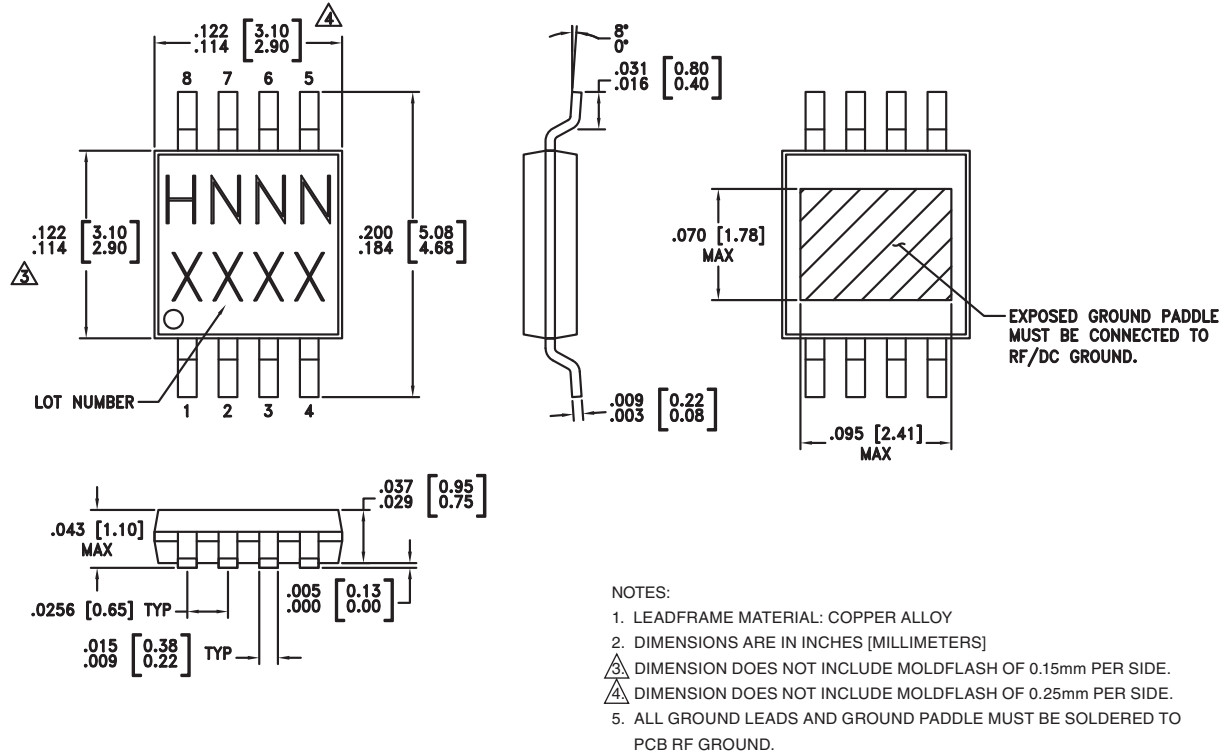 .122 [3.10]
.114 [2.90]
4
8 7 6 5
HNNN
XXXX
.122 [3.10]
.114 [2.90]
3
.200 [5.08]
.184 [4.68]
LOT NUMBER
1 2 3 4
8°
0°
.031 [0.80]
.016 [0.40]
.009 [0.22]
.003 [0.08]
.070 [1.78]
MAX
EXPOSED GROUND PADDLE
MUST BE CONNECTED TO
RF/DC GROUND.
.095 [2.41]
MAX
.037 [0.95]
.029 [0.75]
.043 [1.10]
MAX
.005 [0.13]
.000 [0.00]
.0256 [0.65] TYP
.015 [0.38]
.009 [0.22]
TYP
NOTES:
1. LEADFRAME MATERIAL: COPPER ALLOY
2. DIMENSIONS ARE IN INCHES [MILLIMETERS]
3. DIMENSION DOES NOT INCLUDE MOLDFLASH OF 0.15mm PER SIDE.
4. DIMENSION DOES NOT INCLUDE MOLDFLASH OF 0.25mm PER SIDE.
5. ALL GROUND LEADS AND GROUND PADDLE MUST BE SOLDERED TO
PCB RF GROUND.